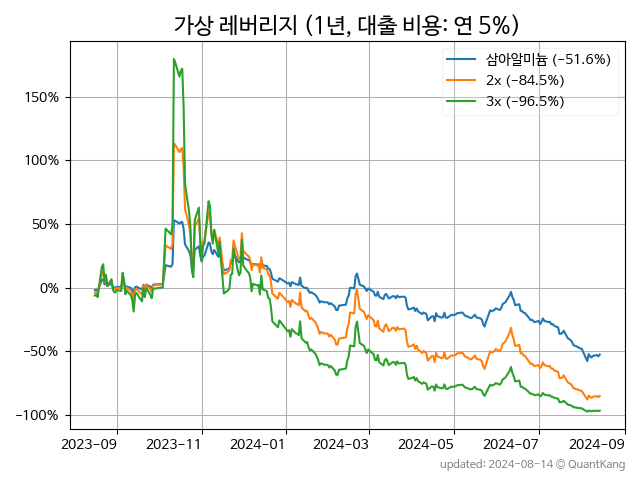 가상 레버리지 (1년, 대출 비용: 연 5%)
삼아알미늄 (-51.6%)
2x (-84.5%)
3x (-96.5%)
150%
100%
50%
0%
-50%
-100%
2023-09 2023-11 2024-01 2024-03 2024-05 2024-07 2024-09
updated: 2024-08-14 © QuantKang